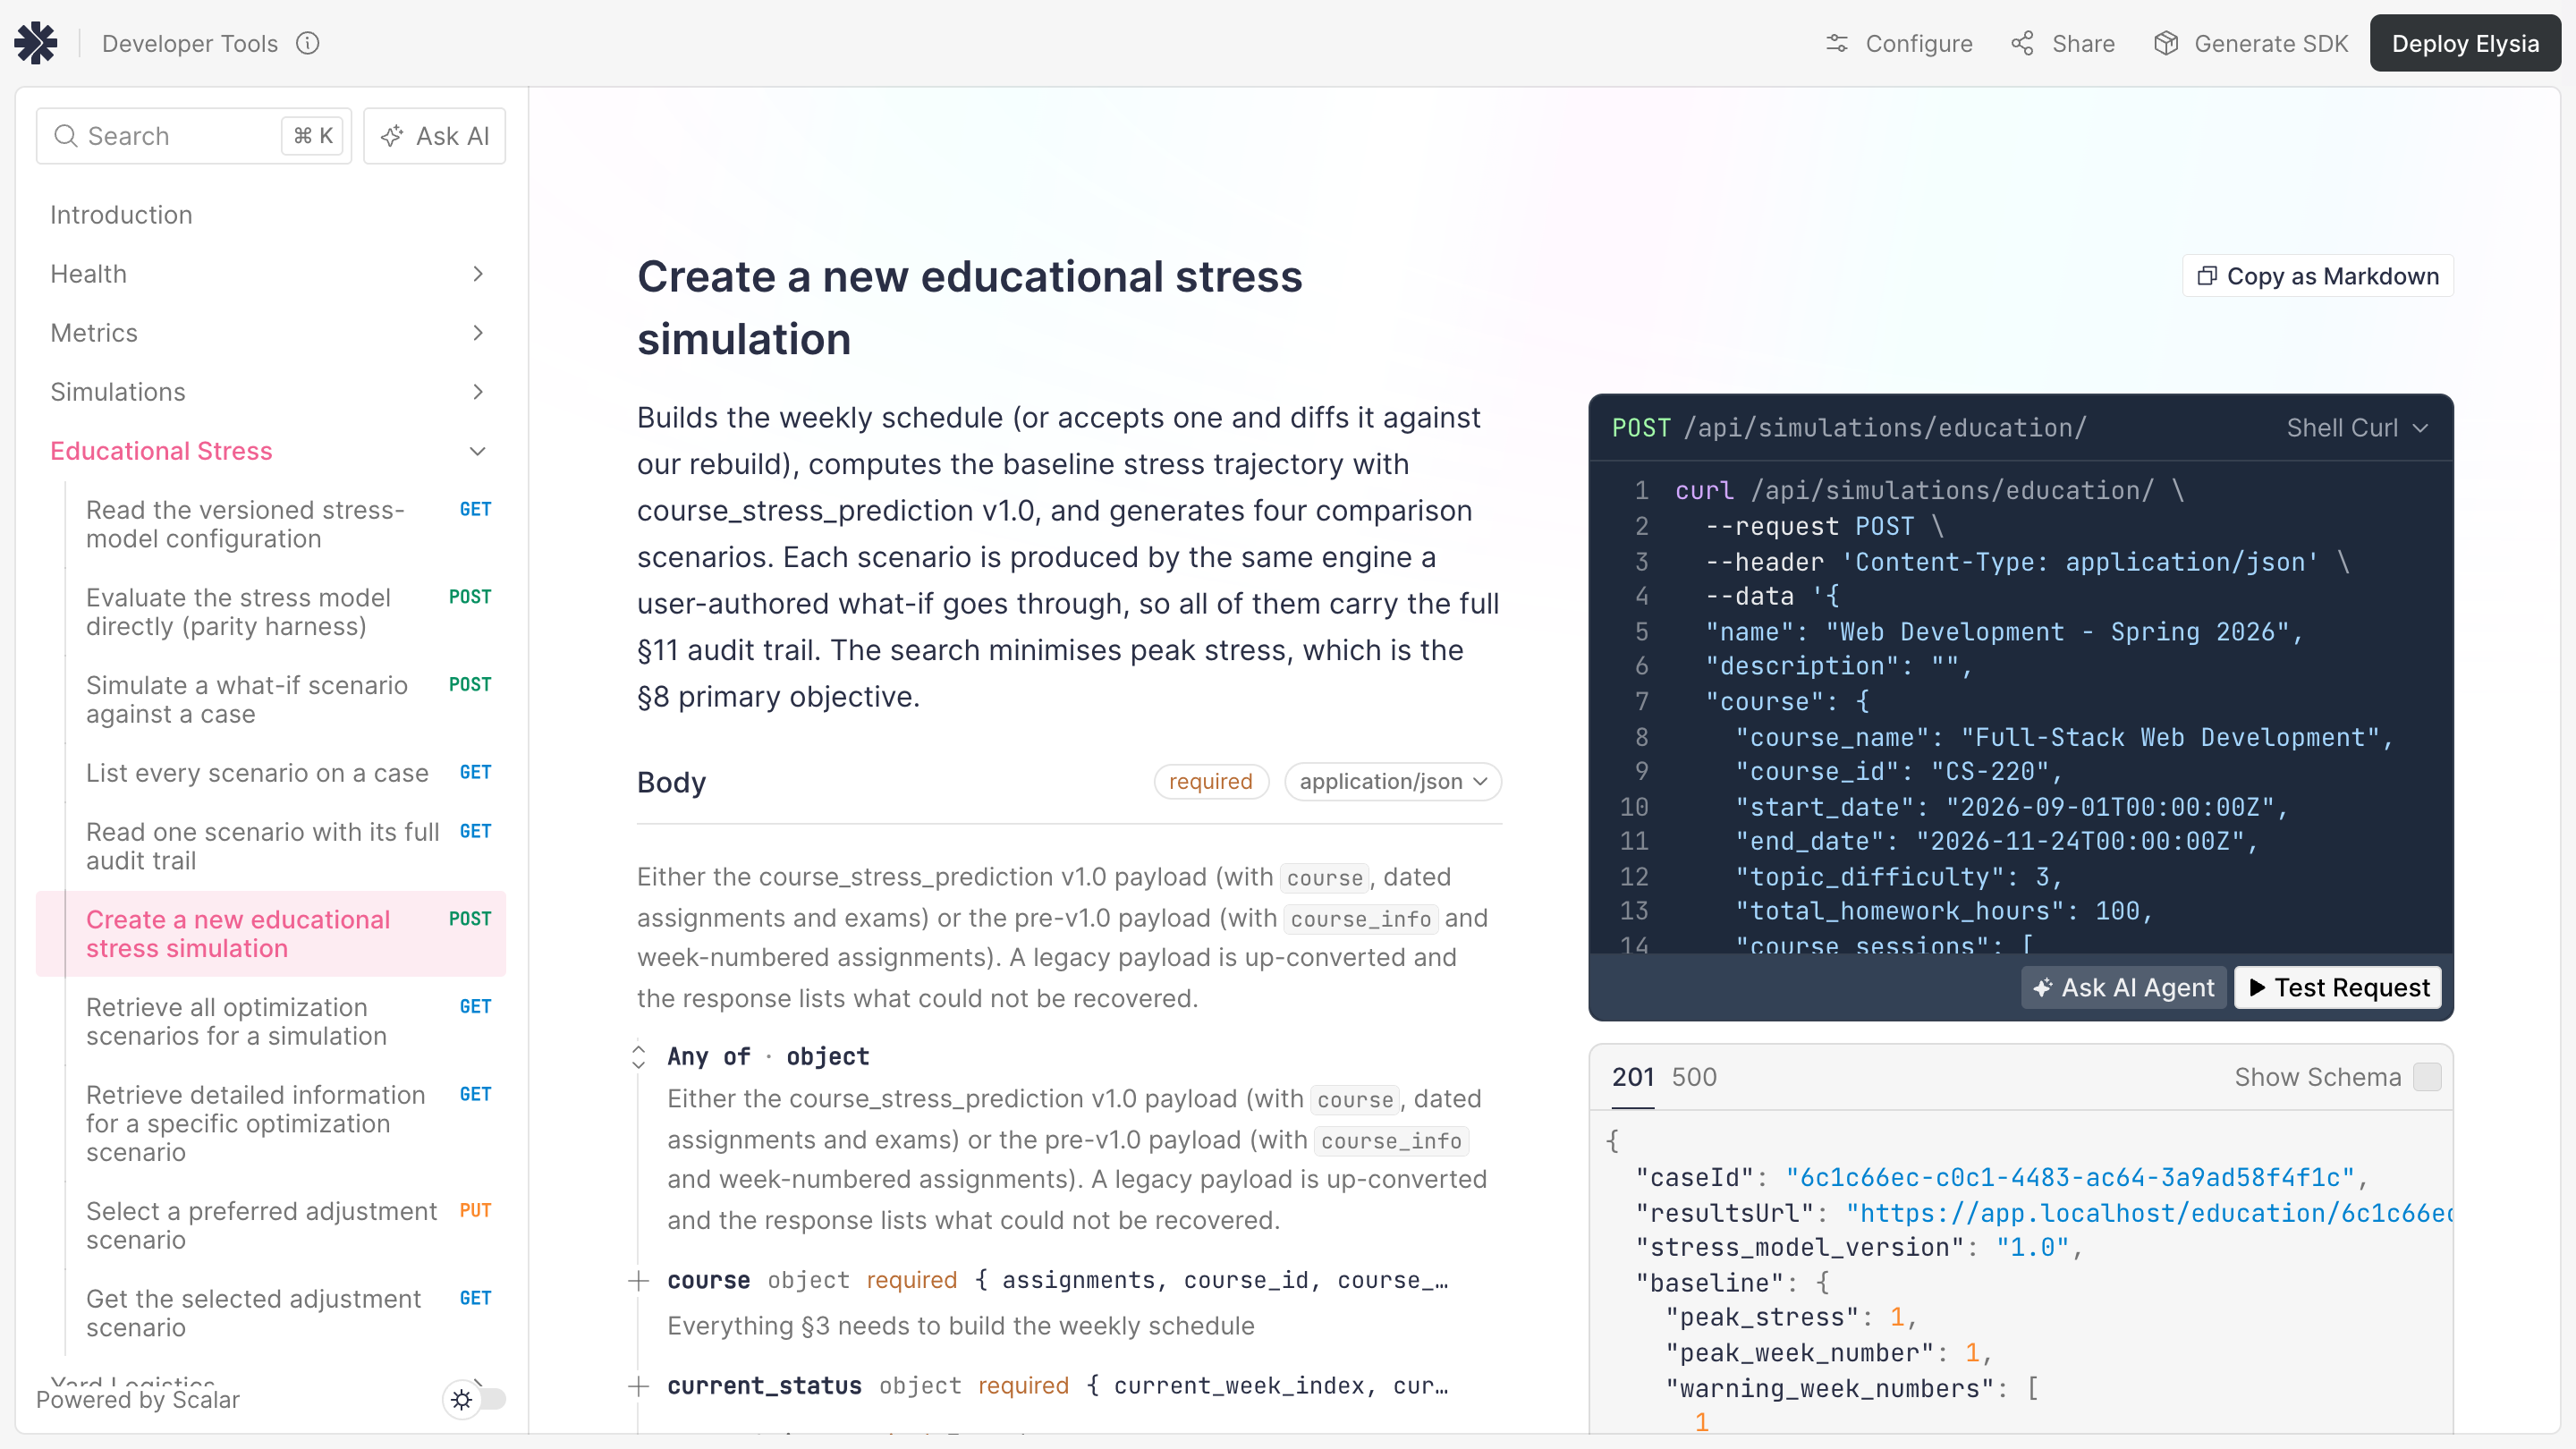 Developer Tools
Configure
Share
Generate SDK
Deploy Elysia
Search
⌘ K
Ask AI
Introduction
Health
Metrics
Simulations
Educational Stress
Read the versioned stress-
model configuration
GET
Evaluate the stress model
directly (parity harness)
POST
Simulate a what-if scenario
against a case
POST
List every scenario on a case
GET
Read one scenario with its full
audit trail
GET
Create a new educational
stress simulation
POST
Retrieve all optimization
scenarios for a simulation
GET
Retrieve detailed information
for a specific optimization
scenario
GET
Select a preferred adjustment
scenario
PUT
Get the selected adjustment
scenario
GET
Yard Logistics
Powered by Scalar
Create a new educational stress
simulation
Copy as Markdown
Builds the weekly schedule (or accepts one and diffs it against
our rebuild), computes the baseline stress trajectory with
course_stress_prediction v1.0, and generates four comparison
scenarios. Each scenario is produced by the same engine a
user-authored what-if goes through, so all of them carry the full
§11 audit trail. The search minimises peak stress, which is the
§8 primary objective.
Body
required
application/json
Either the course_stress_prediction v1.0 payload (with course, dated
assignments and exams) or the pre-v1.0 payload (with course_info and
week-numbered assignments). A legacy payload is up-converted and
the response lists what could not be recovered.
Any of · object
Either the course_stress_prediction v1.0 payload (with course, dated
assignments and exams) or the pre-v1.0 payload (with course_info
and week-numbered assignments). A legacy payload is up-converted
and the response lists what could not be recovered.
course object required { assignments, course_id, course_…
Everything §3 needs to build the weekly schedule
current_status object required { current_week_index, cur…
POST /api/simulations/education/
Shell Curl
1 curl /api/simulations/education/ \
2 --request POST \
3 --header 'Content-Type: application/json' \
4 --data '{
5 "name": "Web Development - Spring 2026",
6 "description": "",
7 "course": {
8 "course_name": "Full-Stack Web Development",
9 "course_id": "CS-220",
10 "start_date": "2026-09-01T00:00:00Z",
11 "end_date": "2026-11-24T00:00:00Z",
12 "topic_difficulty": 3,
13 "total_homework_hours": 100,
14 "course_sessions": [
Ask AI Agent
Test Request
201
500
Show Schema
{
"caseId": "6c1c66ec-c0c1-4483-ac64-3a9ad58f4f1c",
"resultsUrl": "https://app.localhost/education/6c1c66ec
"stress_model_version": "1.0",
"baseline": {
"peak_stress": 1,
"peak_week_number": 1,
"warning_week_numbers": [
1